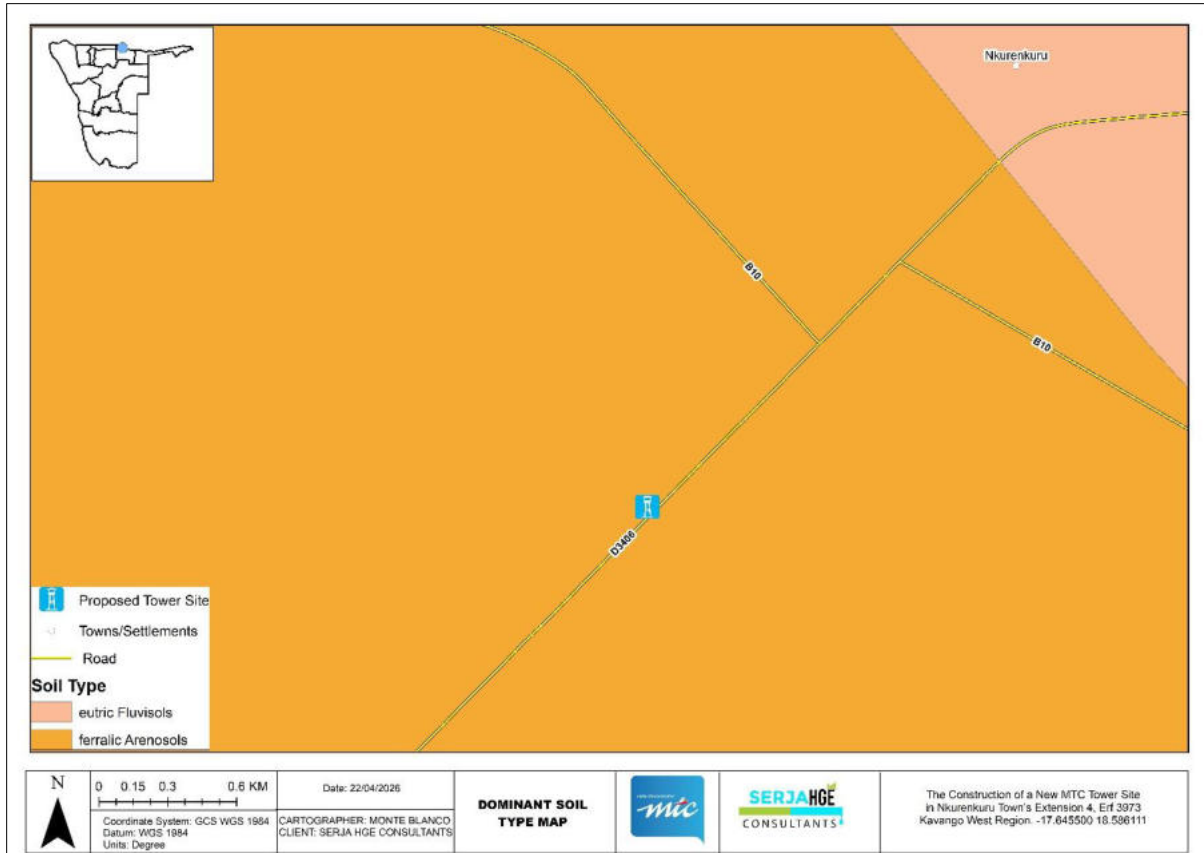 Nkurenkuru
B10
B10
D3406
Proposed Tower Site
Towns/Settlements
Road
Soil Type
eutric Fluvisols
ferralic Arenosols
N
0 0.15 0.3 0.6 KM
Coordinate System: GCS WGS 1984
Datum: WGS 1984
Units: Degree
Date: 22/04/2026
CARTOGRAPHER: MONTE BLANCO
CLIENT: SERJA HGE CONSULTANTS
DOMINANT SOIL
TYPE MAP
mtc
SERJAHGE
CONSULTANTS
The Construction of a New MTC Tower Site
in Nkurenkuru Town's Extension 4, Erf 3973
Kavango West Region. -17.645500 18.586111